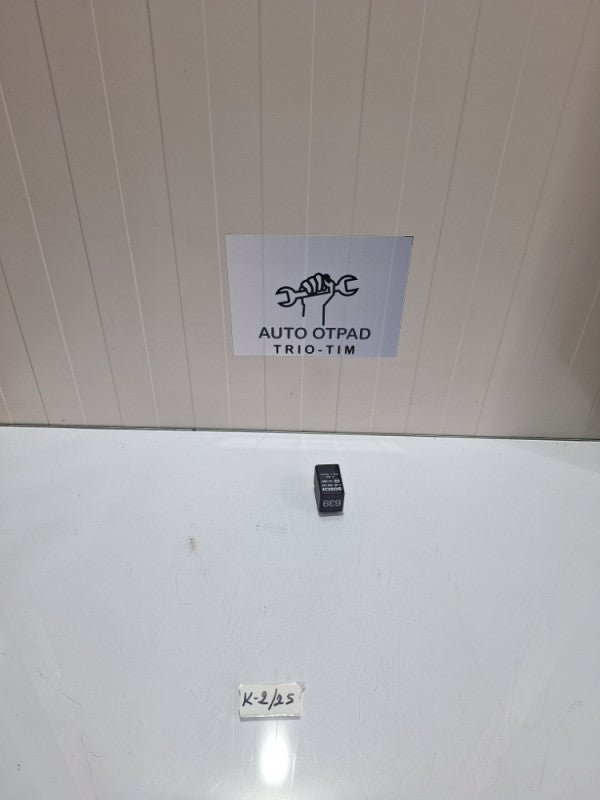 AUTO OTPAD
TRIO-TIM
BOSCH
639
K-2/25